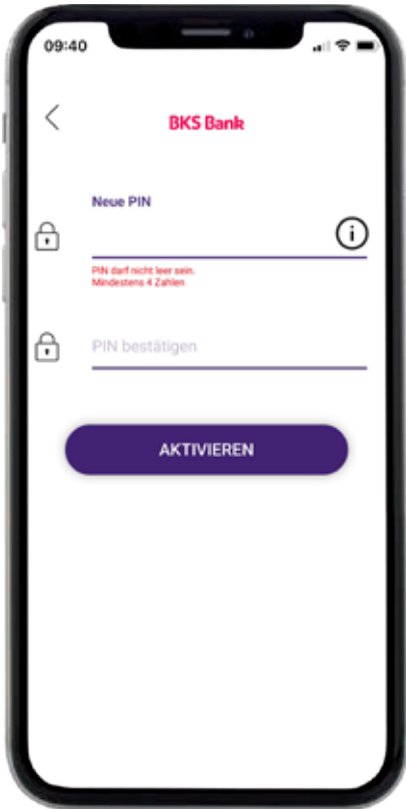 09:40
BKS Bank
Neue PIN
PIN darf nicht leer sein.
Mindestens 4 Zahlen
PIN bestätigen
AKTIVIEREN